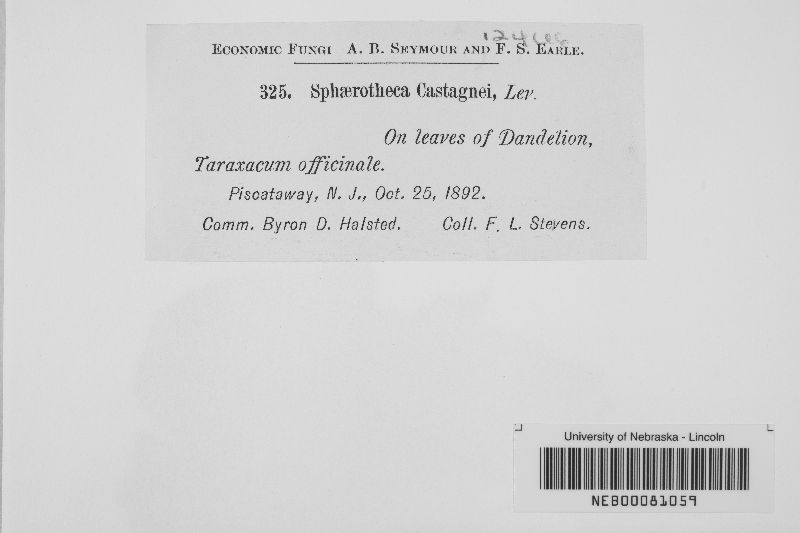 Economic Fungi A. B. Seymour and F. S. Earle.
325. Sphærotheca Castagnei, Lev.
On leaves of Dandelion,
Taraxacum officinale.
Piscataway, N. J., Oct. 25, 1892.
Comm. Byron D. Halsted. Coll. F. L. Stevens.
University of Nebraska - Lincoln
NEB00081059